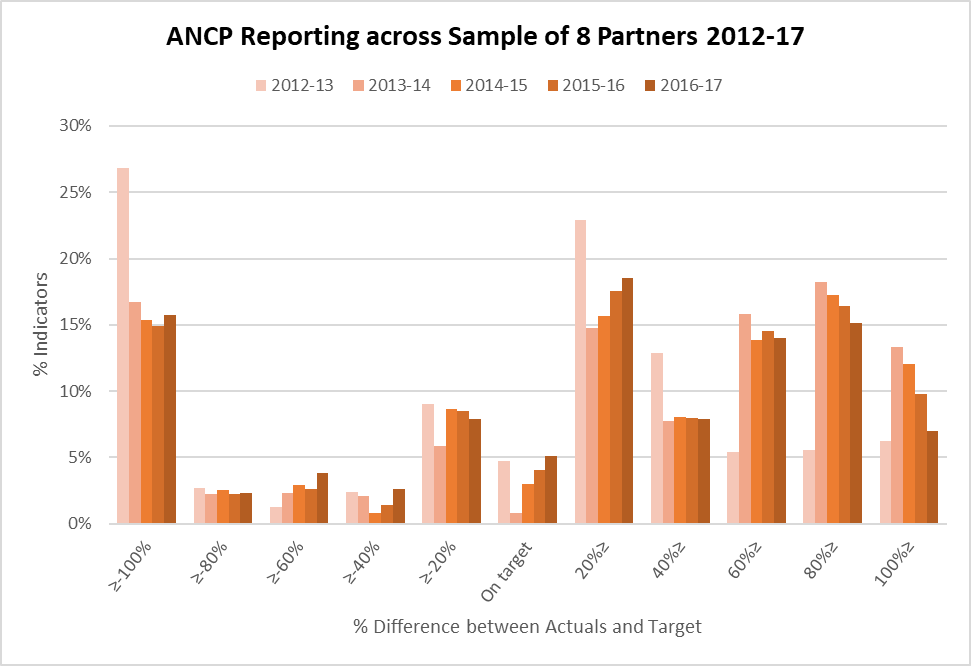 ANCP Reporting across Sample of 8 Partners 2012-17
2012-13 2013-14 2014-15 2015-16 2016-17
30%
25%
20%
15%
10%
5%
0%
% Indicators
≥-100% ≥-80% ≥-60% ≥-40% ≥-20% On target 20%≥ 40%≥ 60%≥ 80%≥ 100%≥
% Difference between Actuals and Target